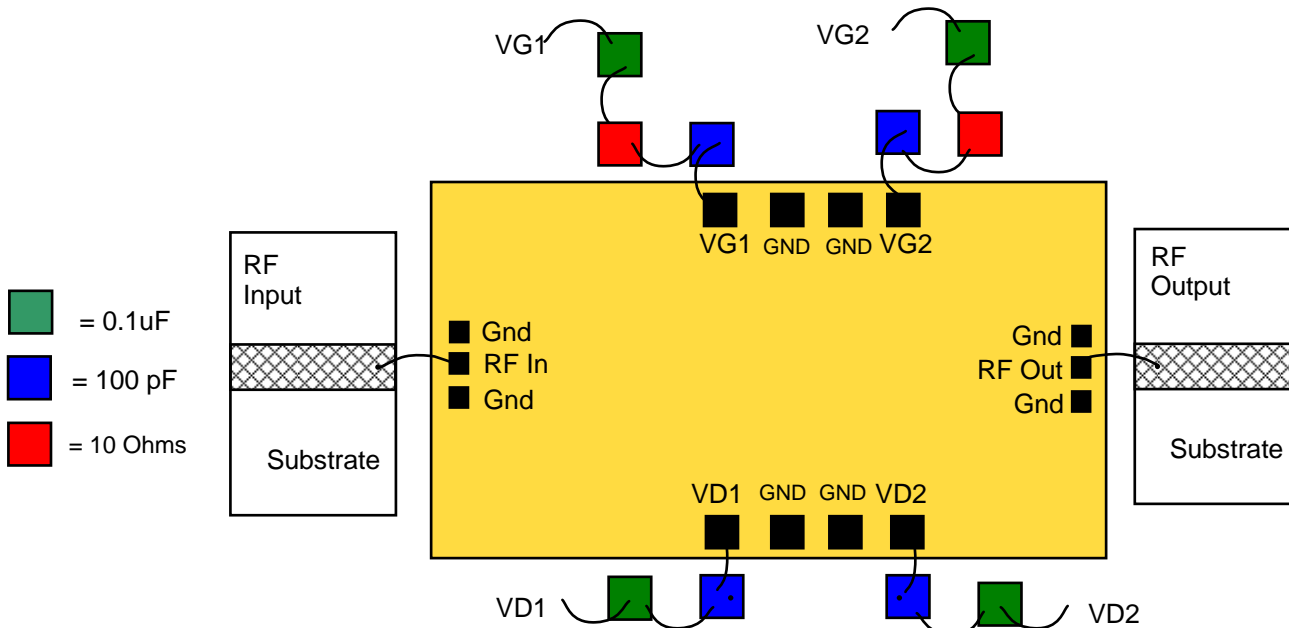 VG1
VG2
VG1 GND GND VG2
RF
Input
RF
Output
= 0.1uF
= 100 pF
= 10 Ohms
Gnd
RF In
Gnd
Gnd
RF Out
Gnd
Substrate
Substrate
VD1 GND GND VD2
VD1
VD2